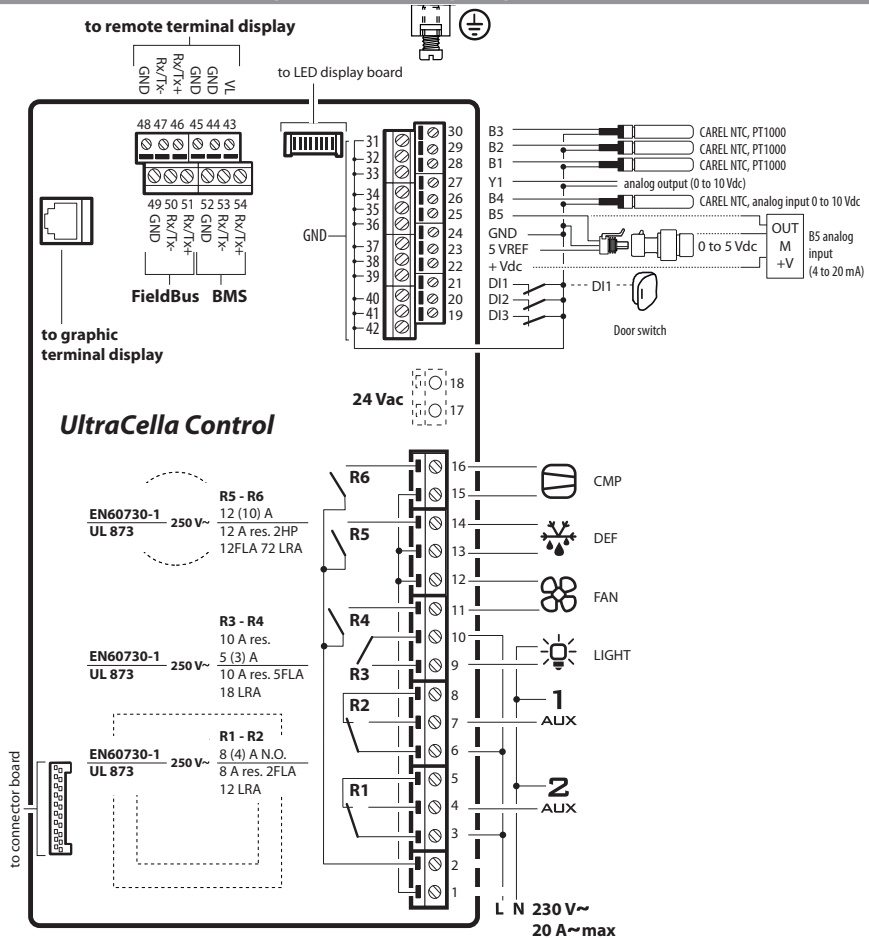 to remote terminal display
GND
Rx/Tx-
Rx/Tx+
GND
GND
VL
to LED display board
48 47 46 45 44 43
49 50 51 52 53 54
GND
Rx/Tx-
Rx/Tx+
GND
Rx/Tx-
Rx/Tx+
FieldBus BMS
to graphic
terminal display
31
32
33
34
35
36
37
38
39
40
41
42
GND
30 B3 CAREL NTC, PT1000
29 B2 CAREL NTC, PT1000
28 B1 CAREL NTC, PT1000
27 Y1 analog output (0 to 10 Vdc)
26 B4 CAREL NTC, analog input 0 to 10 Vdc
25 B5
24 GND
23 5 VREF 0 to 5 Vdc
22 + Vdc
21 DI1 DI1
20 DI2
19 DI3
OUT
M
+V
B5 analog
input
(4 to 20 mA)
Door switch
24 Vac
18
17
UltraCella Control
R6
R5
R4
R3
R2
R1
16
15
14
13
12
11
10
9
8
7
6
5
4
3
2
1
CMP
DEF
FAN
LIGHT
1
AUX
2
AUX
R5 - R6
EN60730-1
UL 873
250 V~
12 (10) A
12 A res. 2HP
12FLA 72 LRA
R3 - R4
10 A res.
EN60730-1
UL 873
250 V~
5 (3) A
10 A res. 5FLA
18 LRA
R1 - R2
EN60730-1
UL 873
250 V~
8 (4) A N.O.
8 A res. 2FLA
12 LRA
to connector board
L N 230 V~
20 A~max